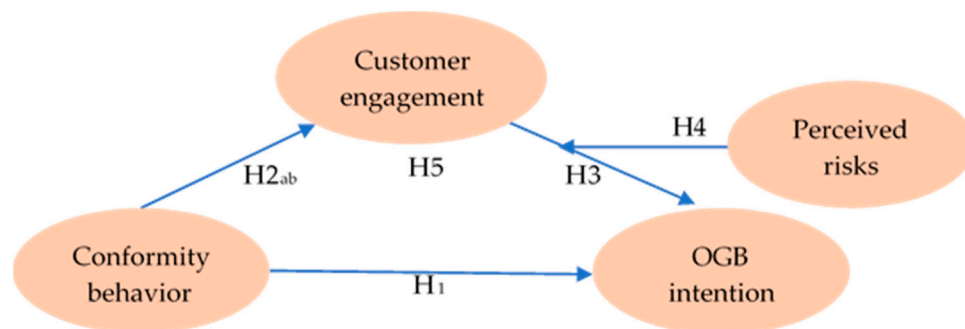 Customer
engagement
H4
Perceived
risks
H2ab
H5
H3
Conformity
behavior
H1
OGB
intention